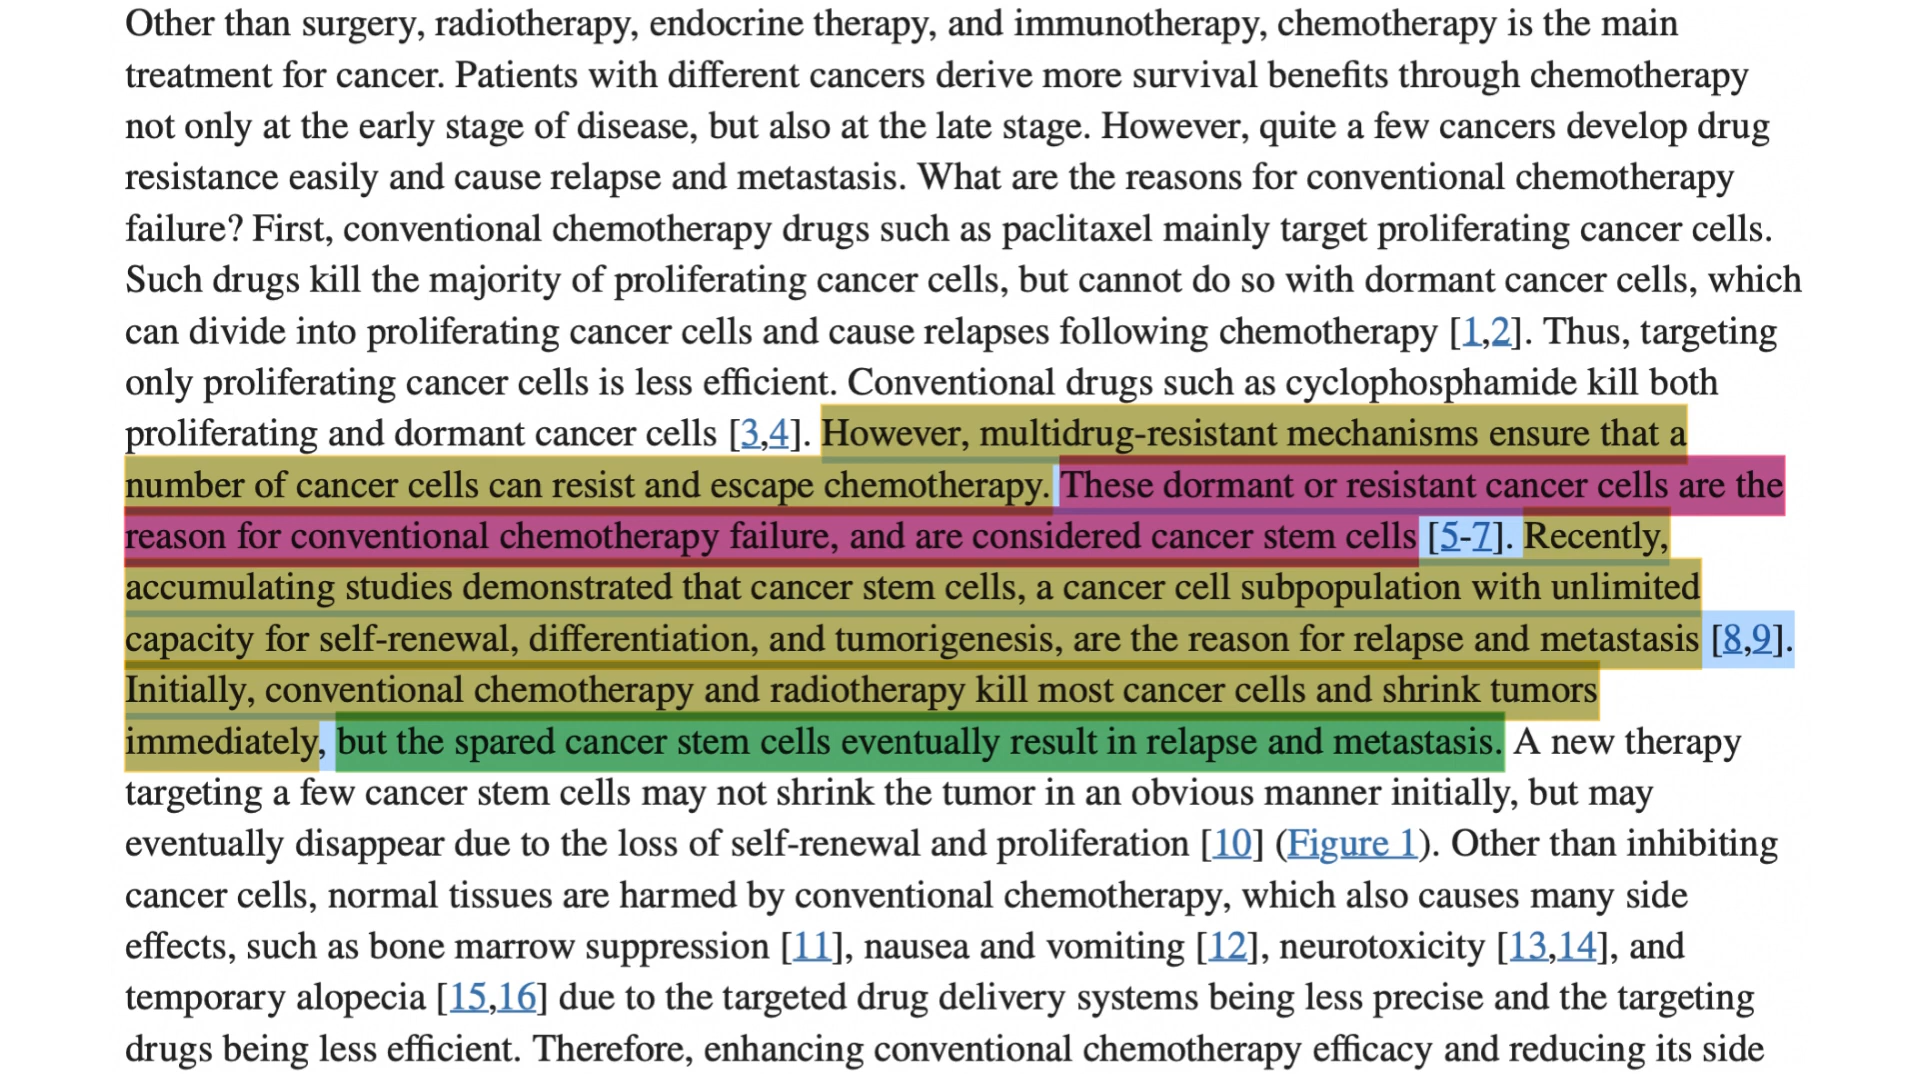 Other than surgery, radiotherapy, endocrine therapy, and immunotherapy, chemotherapy is the main
treatment for cancer. Patients with different cancers derive more survival benefits through chemotherapy
not only at the early stage of disease, but also at the late stage. However, quite a few cancers develop drug
resistance easily and cause relapse and metastasis. What are the reasons for conventional chemotherapy
failure? First, conventional chemotherapy drugs such as paclitaxel mainly target proliferating cancer cells.
Such drugs kill the majority of proliferating cancer cells, but cannot do so with dormant cancer cells, which
can divide into proliferating cancer cells and cause relapses following chemotherapy [1,2]. Thus, targeting
only proliferating cancer cells is less efficient. Conventional drugs such as cyclophosphamide kill both
proliferating and dormant cancer cells [3,4]. However, multidrug-resistant mechanisms ensure that a
number of cancer cells can resist and escape chemotherapy. These dormant or resistant cancer cells are the
reason for conventional chemotherapy failure, and are considered cancer stem cells [5-7]. Recently,
accumulating studies demonstrated that cancer stem cells, a cancer cell subpopulation with unlimited
capacity for self-renewal, differentiation, and tumorigenesis, are the reason for relapse and metastasis [8,9].
Initially, conventional chemotherapy and radiotherapy kill most cancer cells and shrink tumors
immediately, but the spared cancer stem cells eventually result in relapse and metastasis. A new therapy
targeting a few cancer stem cells may not shrink the tumor in an obvious manner initially, but may
eventually disappear due to the loss of self-renewal and proliferation [10] (Figure 1). Other than inhibiting
cancer cells, normal tissues are harmed by conventional chemotherapy, which also causes many side
effects, such as bone marrow suppression [11], nausea and vomiting [12], neurotoxicity [13,14], and
temporary alopecia [15,16] due to the targeted drug delivery systems being less precise and the targeting
drugs being less efficient. Therefore, enhancing conventional chemotherapy efficacy and reducing its side